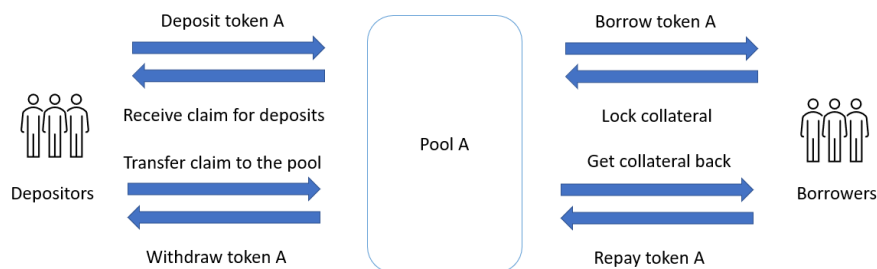 Deposit token A
Borrow token A
Receive claim for deposits
Lock collateral
Pool A
Transfer claim to the pool
Get collateral back
Depositors
Borrowers
Withdraw token A
Repay token A